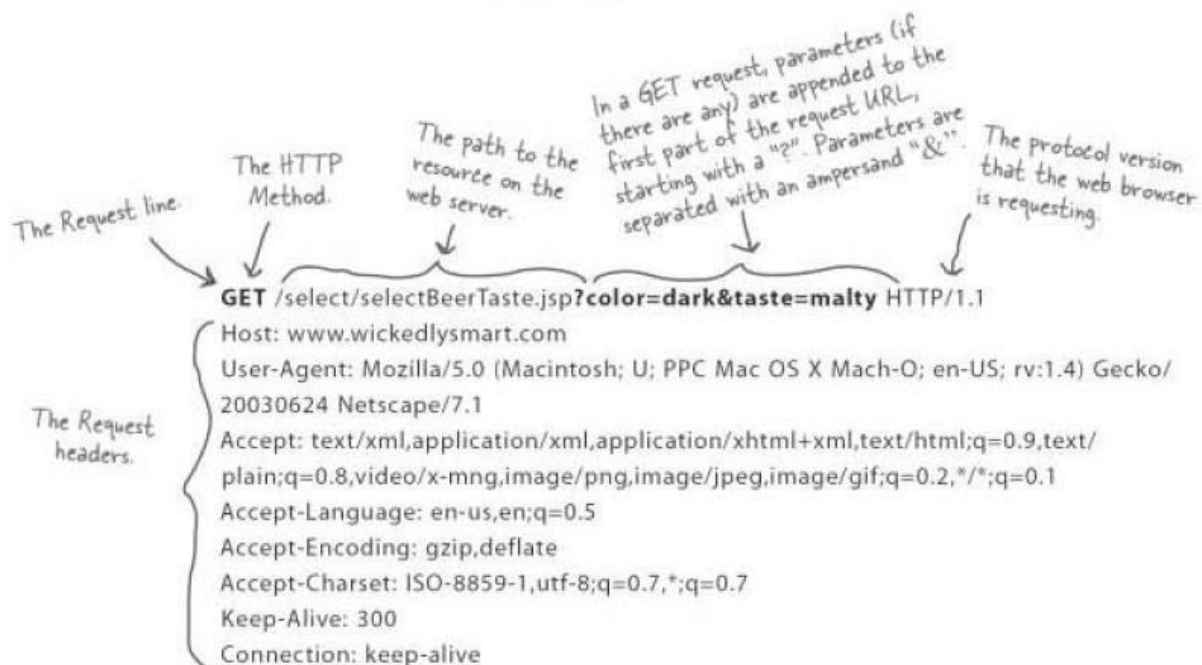 The Request line.
The HTTP
Method.
The path to the
resource on the
web server.
In a GET request, parameters (if
there are any) are appended to the
first part of the request URL,
starting with a "?". Parameters are
separated with an ampersand "&".
The protocol version
that the web browser
is requesting.
GET /select/selectBeerTaste.jsp?color=dark&taste=malty HTTP/1.1
Host: www.wickedlysmart.com
User-Agent: Mozilla/5.0 (Macintosh; U; PPC Mac OS X Mach-O; en-US; rv:1.4) Gecko/
20030624 Netscape/7.1
Accept: text/xml,application/xml,application/xhtml+xml,text/html;q=0.9,text/
plain;q=0.8,video/x-mng,image/png,image/jpeg,image/gif;q=0.2,*/*;q=0.1
Accept-Language: en-us,en;q=0.5
Accept-Encoding: gzip,deflate
Accept-Charset: ISO-8859-1,utf-8;q=0.7,*;q=0.7
Keep-Alive: 300
Connection: keep-alive
The Request
headers.